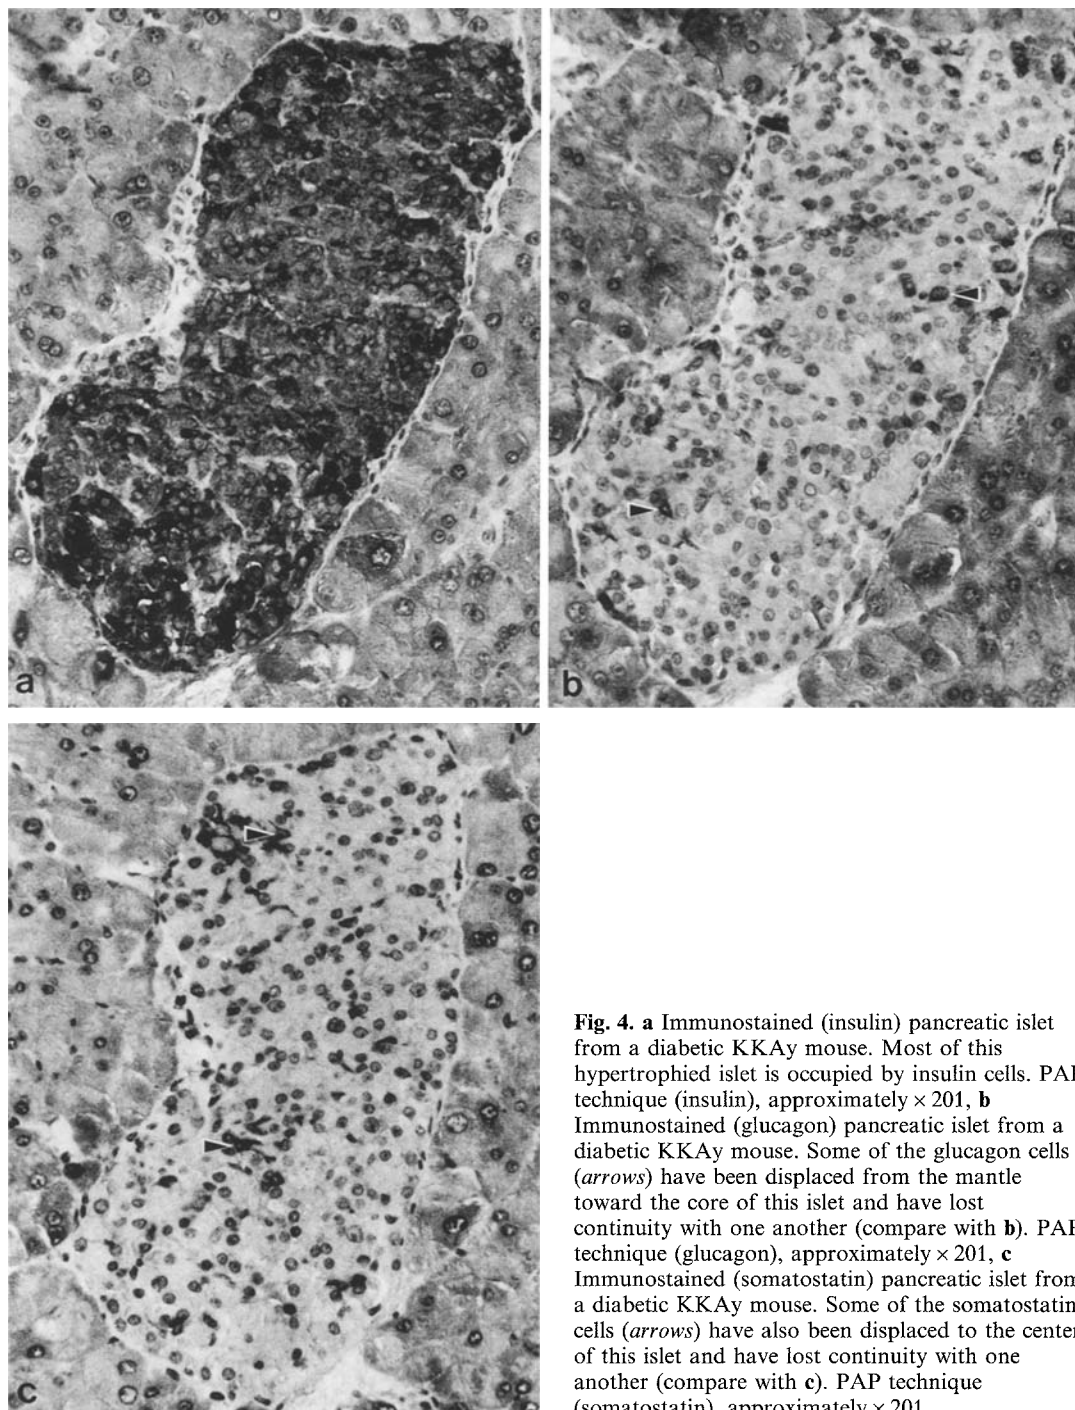 a
b
c
Fig. 4. a Immunostained (insulin) pancreatic islet
from a diabetic KKAy mouse. Most of this
hypertrophied islet is occupied by insulin cells. PAP
technique (insulin), approximately × 201, b
Immunostained (glucagon) pancreatic islet from a
diabetic KKAy mouse. Some of the glucagon cells
(arrows) have been displaced from the mantle
toward the core of this islet and have lost
continuity with one another (compare with b). PAP
technique (glucagon), approximately × 201, c
Immunostained (somatostatin) pancreatic islet from
a diabetic KKAy mouse. Some of the somatostatin
cells (arrows) have also been displaced to the center
of this islet and have lost continuity with one
another (compare with c). PAP technique
(somatostatin), approximately × 201